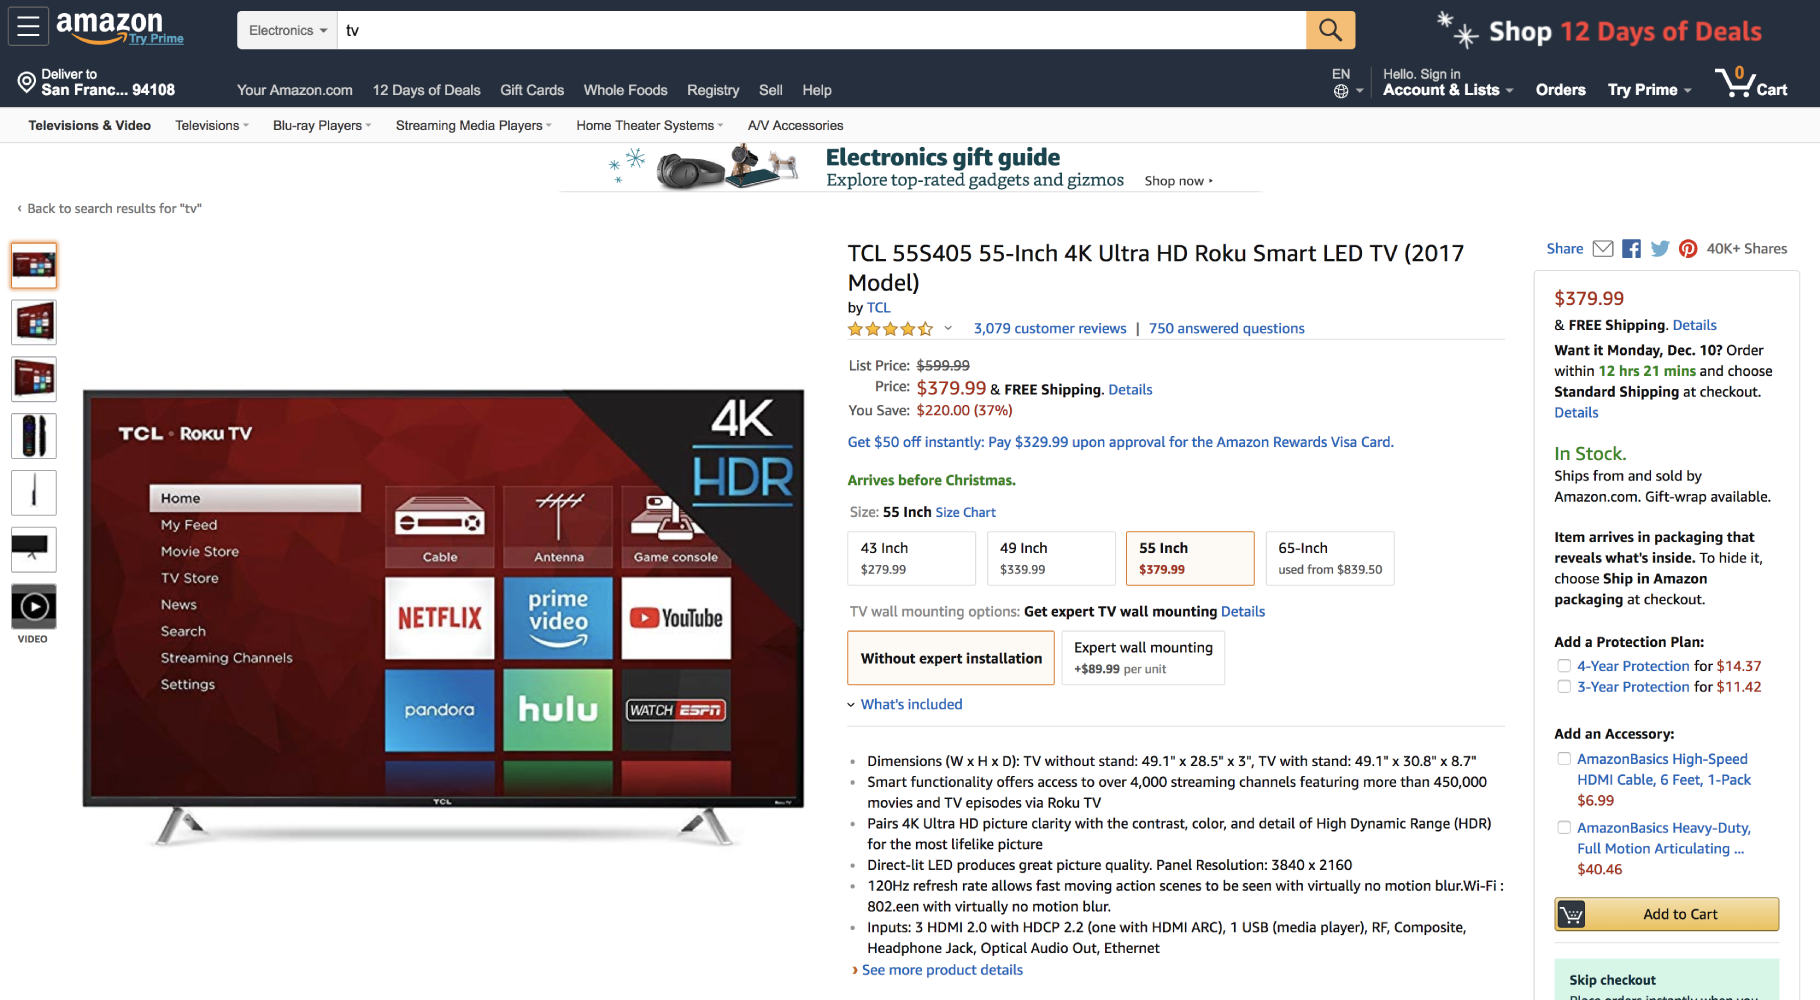 amazon
Try Prime
Electronics
tv
Shop 12 Days of Deals
Deliver to
San Franc... 94108
Your Amazon.com
12 Days of Deals
Gift Cards
Whole Foods
Registry
Sell
Help
EN
Hello. Sign in
Account & Lists
Orders
Try Prime
0
Cart
Televisions & Video
Televisions
Blu-ray Players
Streaming Media Players
Home Theater Systems
A/V Accessories
Electronics gift guide
Explore top-rated gadgets and gizmos
Shop now
‹ Back to search results for "tv"
VIDEO
TCL • Roku TV
4K
HDR
Home
My Feed
Movie Store
TV Store
News
Search
Streaming Channels
Settings
Cable
Antenna
Game console
NETFLIX
prime
video
YouTube
pandora
hulu
WATCH ESPN
TCL
Roku TV
TCL 55S405 55-Inch 4K Ultra HD Roku Smart LED TV (2017
Model)
by TCL
3,079 customer reviews | 750 answered questions
List Price: $599.99
Price: $379.99 & FREE Shipping. Details
You Save: $220.00 (37%)
Get $50 off instantly: Pay $329.99 upon approval for the Amazon Rewards Visa Card.
Arrives before Christmas.
Size: 55 Inch Size Chart
43 Inch
$279.99
49 Inch
$339.99
55 Inch
$379.99
65-Inch
used from $839.50
TV wall mounting options: Get expert TV wall mounting Details
Without expert installation
Expert wall mounting
+$89.99 per unit
What's included
• Dimensions (W x H x D): TV without stand: 49.1" x 28.5" x 3", TV with stand: 49.1" x 30.8" x 8.7"
• Smart functionality offers access to over 4,000 streaming channels featuring more than 450,000
movies and TV episodes via Roku TV
• Pairs 4K Ultra HD picture clarity with the contrast, color, and detail of High Dynamic Range (HDR)
for the most lifelike picture
• Direct-lit LED produces great picture quality. Panel Resolution: 3840 x 2160
• 120Hz refresh rate allows fast moving action scenes to be seen with virtually no motion blur.Wi-Fi :
802.een with virtually no motion blur.
• Inputs: 3 HDMI 2.0 with HDCP 2.2 (one with HDMI ARC), 1 USB (media player), RF, Composite,
Headphone Jack, Optical Audio Out, Ethernet
› See more product details
Share
40K+ Shares
$379.99
& FREE Shipping. Details
Want it Monday, Dec. 10? Order
within 12 hrs 21 mins and choose
Standard Shipping at checkout.
Details
In Stock.
Ships from and sold by
Amazon.com. Gift-wrap available.
Item arrives in packaging that
reveals what's inside. To hide it,
choose Ship in Amazon
packaging at checkout.
Add a Protection Plan:
4-Year Protection for $14.37
3-Year Protection for $11.42
Add an Accessory:
AmazonBasics High-Speed
HDMI Cable, 6 Feet, 1-Pack
$6.99
AmazonBasics Heavy-Duty,
Full Motion Articulating ...
$40.46
Add to Cart
Skip checkout
Place orders instantly when you